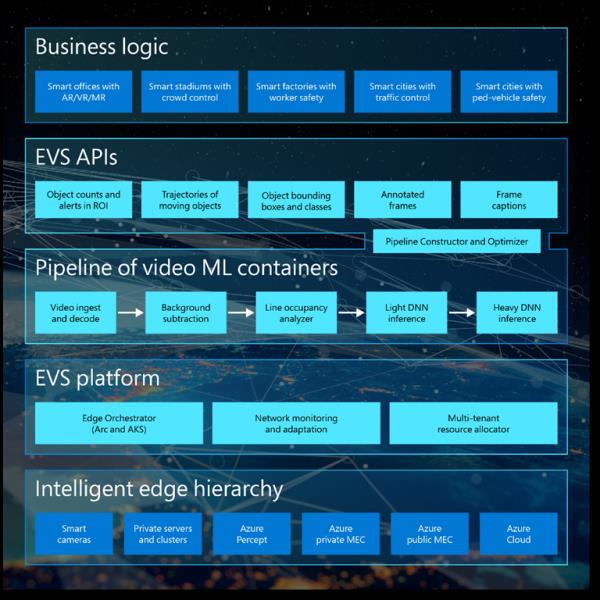 Business logic
Smart offices with
AR/VR/MR
Smart stadiums with
crowd control
Smart factories with
worker safety
Smart cities with
traffic control
Smart cities with
ped-vehicle safety
EVS APIs
Object counts and
alerts in ROI
Trajectories of
moving objects
Object bounding
boxes and classes
Annotated
frames
Frame
captions
Pipeline Constructor and Optimizer
Pipeline of video ML containers
Video ingest
and decode
Background
subtraction
Line occupancy
analyzer
Light DNN
inference
Heavy DNN
inference
EVS platform
Edge Orchestrator
(Arc and AKS)
Network monitoring
and adaptation
Multi-tenant
resource allocator
Intelligent edge hierarchy
Smart
cameras
Private servers
and clusters
Azure
Percept
Azure
private MEC
Azure
public MEC
Azure
Cloud